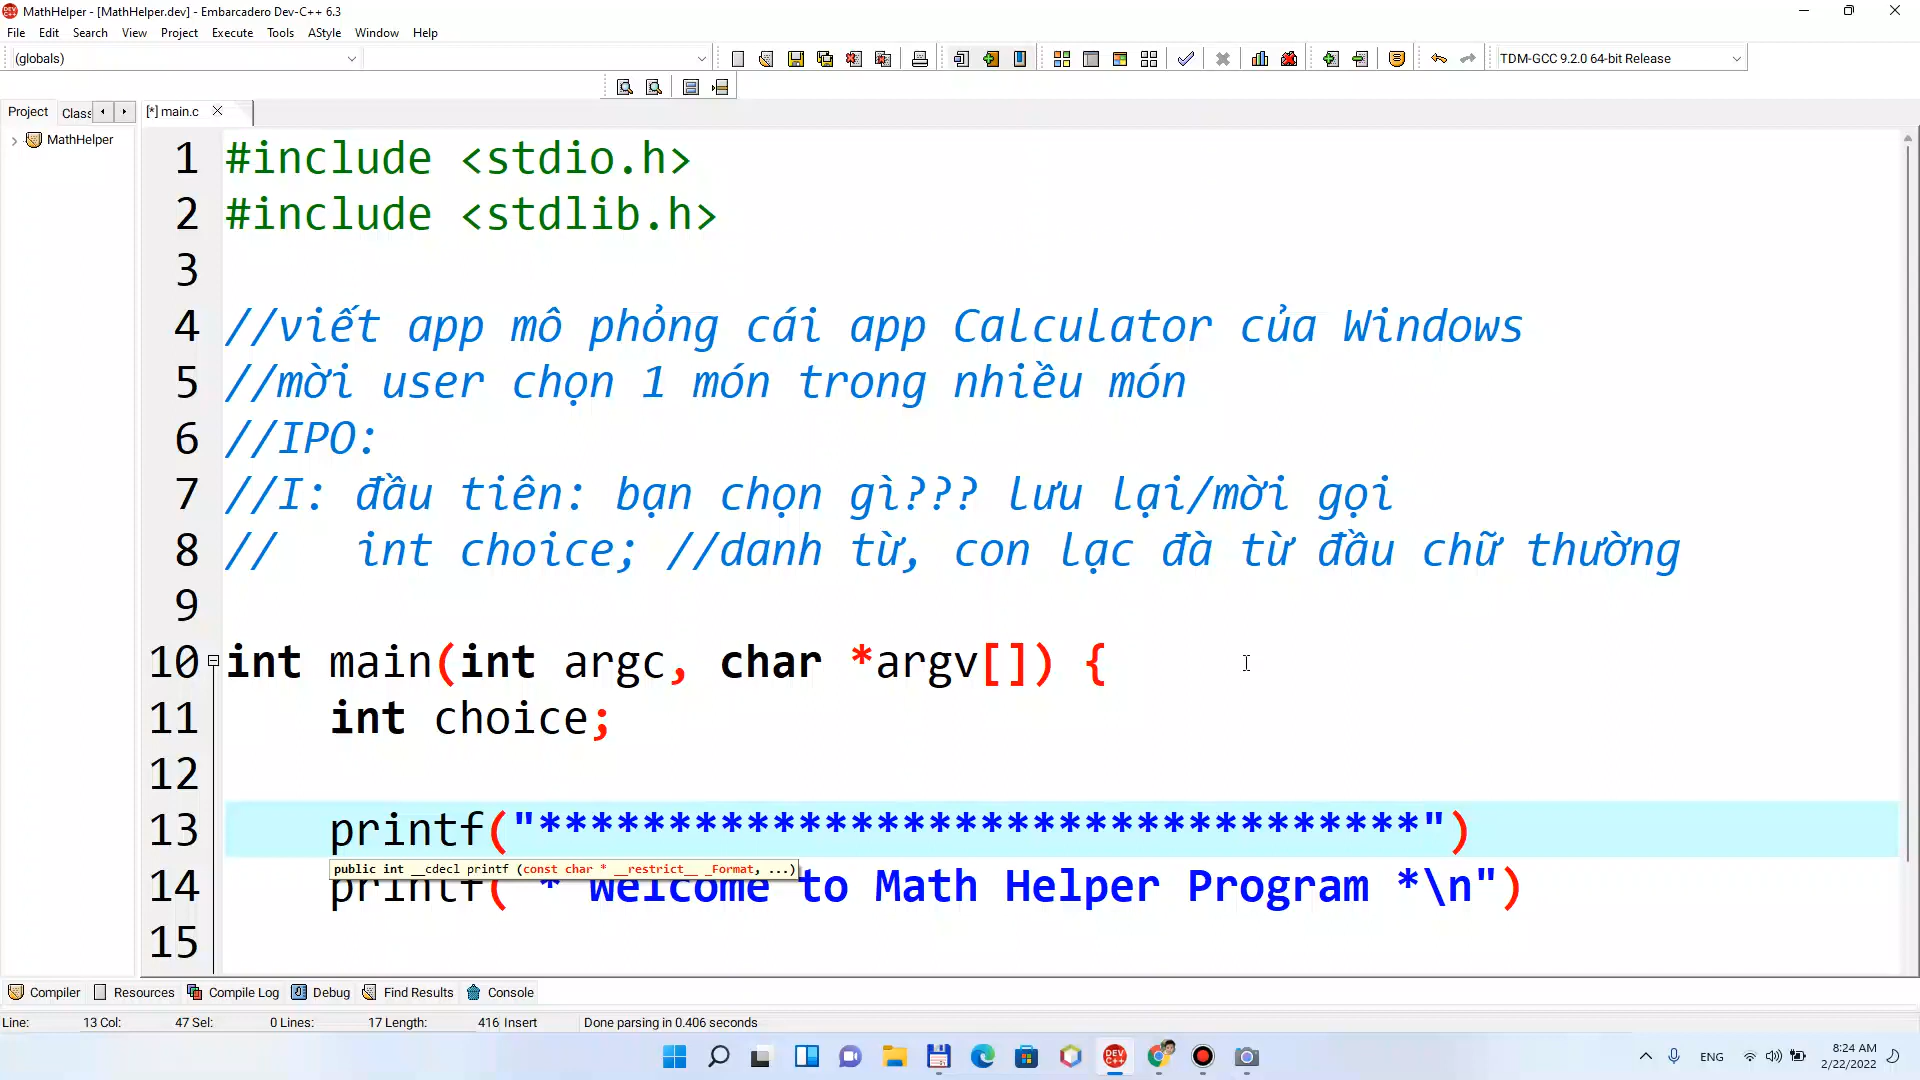 MathHelper - [MathHelper.dev] - Embarcadero Dev-C++ 6.3
File Edit Search View Project Execute Tools AStyle Window Help
(globals)
TDM-GCC 9.2.0 64-bit Release
Project Class
[*] main.c
MathHelper
1 #include <stdio.h>
2 #include <stdlib.h>
3
4 //viết app mô phỏng cái app Calculator của Windows
5 //mời user chọn 1 món trong nhiều món
6 //IPO:
7 //I: đầu tiên: bạn chọn gì??? lưu lại/mời gọi
8 //   int choice; //danh từ, con lạc đà từ đầu chữ thường
9
10 int main(int argc, char *argv[]) {
11     int choice;
12
13     printf("**********************************")
public int __cdecl printf (const char * __restrict__ _Format, ...)
14     printf("* Welcome to Math Helper Program *\n")
15
Compiler Resources Compile Log Debug Find Results Console
Line: 13 Col: 47 Sel: 0 Lines: 17 Length: 416 Insert Done parsing in 0.406 seconds
DEV C++
ENG
8:24 AM
2/22/2022